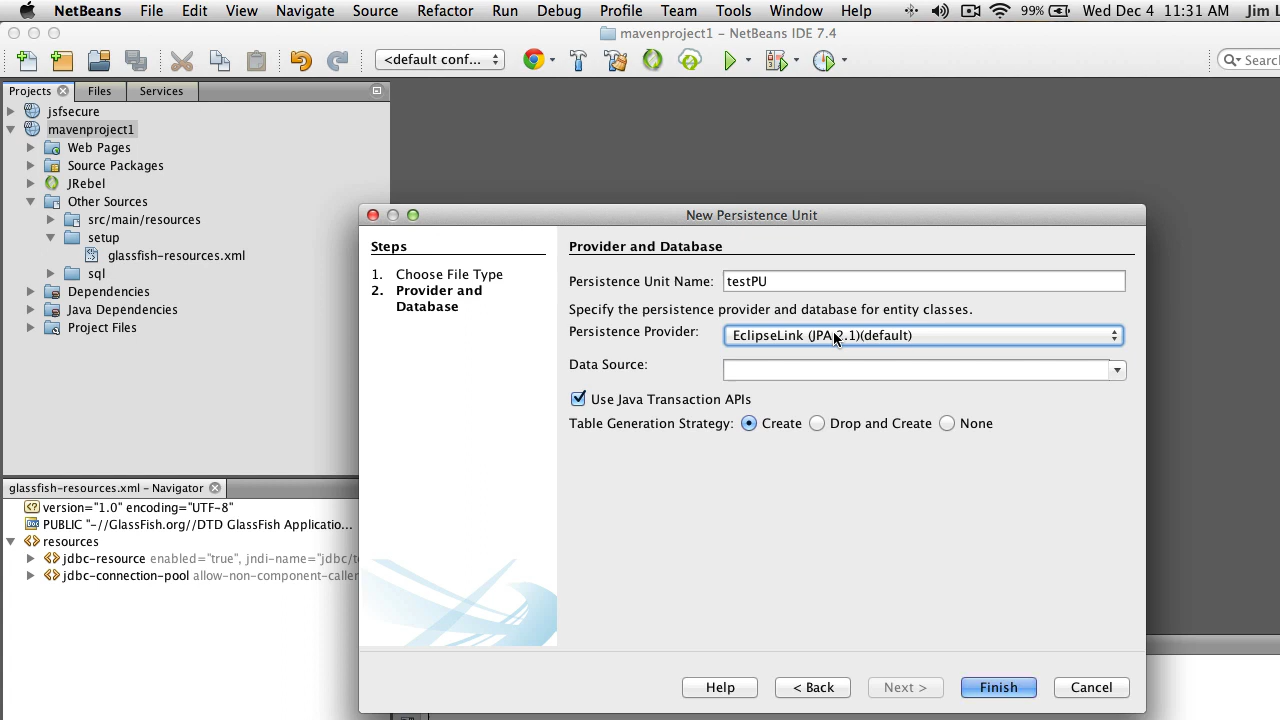 NetBeans File Edit View Navigate Source Refactor Run Debug Profile Team Tools Window Help 99% Wed Dec 4 11:31 AM Jim L
mavenproject1 – NetBeans IDE 7.4
<default conf...
Searc
Projects Files Services
jsfsecure
mavenproject1
Web Pages
Source Packages
JRebel
Other Sources
src/main/resources
setup
glassfish-resources.xml
sql
Dependencies
Java Dependencies
Project Files
glassfish-resources.xml – Navigator
version="1.0" encoding="UTF-8"
PUBLIC "-//GlassFish.org//DTD GlassFish Applicatio...
resources
jdbc-resource enabled="true", jndi-name="jdbc/t
jdbc-connection-pool allow-non-component-caller
New Persistence Unit
Steps
1. Choose File Type
2. Provider and
Database
Provider and Database
Persistence Unit Name: testPU
Specify the persistence provider and database for entity classes.
Persistence Provider: EclipseLink (JPA 2.1)(default)
Data Source:
Use Java Transaction APIs
Table Generation Strategy: Create Drop and Create None
Help < Back Next > Finish Cancel